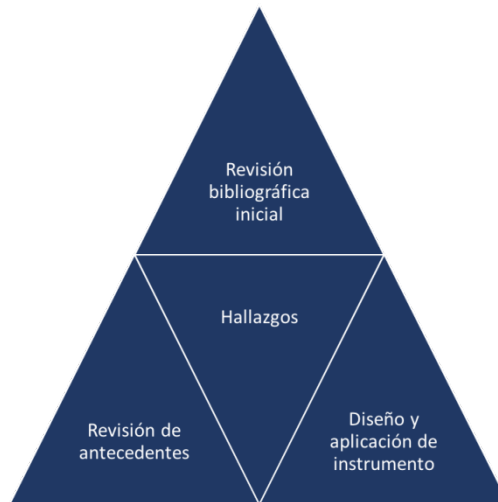 Revisión
bibliográfica
inicial
Hallazgos
Revisión de
antecedentes
Diseño y
aplicación de
instrumento